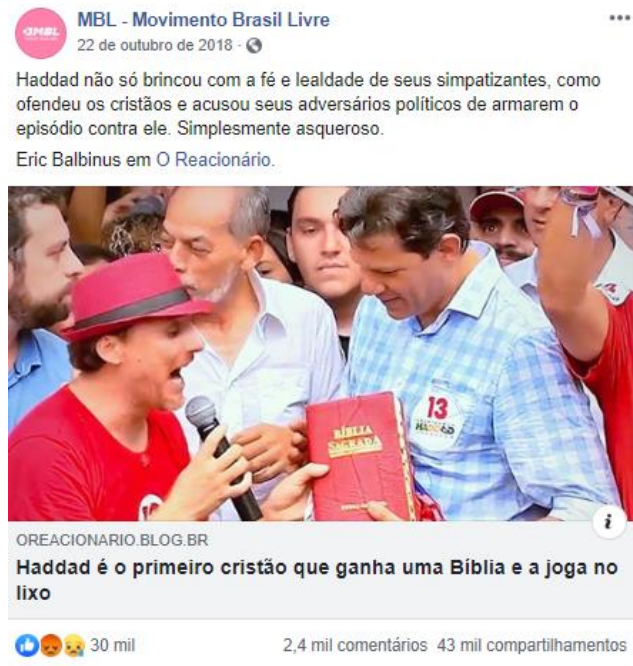 MBL
MBL - Movimento Brasil Livre
22 de outubro de 2018 ·
Haddad não só brincou com a fé e lealdade de seus simpatizantes, como
ofendeu os cristãos e acusou seus adversários políticos de armarem o
episódio contra ele. Simplesmente asqueroso.
Eric Balbinus em O Reacionário.
13
BÍBLIA
SAGRADA
13
OREACIONARIO.BLOG.BR
Haddad é o primeiro cristão que ganha uma Bíblia e a joga no
lixo
30 mil
2,4 mil comentários 43 mil compartilhamentos